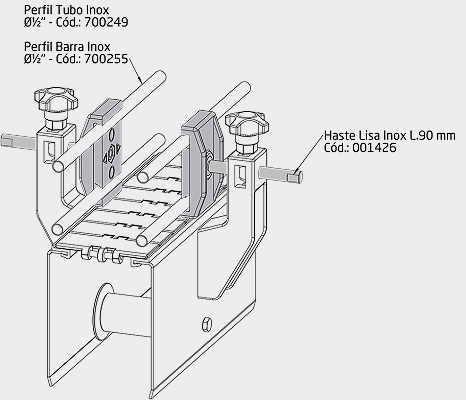 Perfil Tubo Inox
Ø½" - Cód.: 700249
Perfil Barra Inox
Ø½" - Cód.: 700255
Haste Lisa Inox L.90 mm
Cód.: 001426